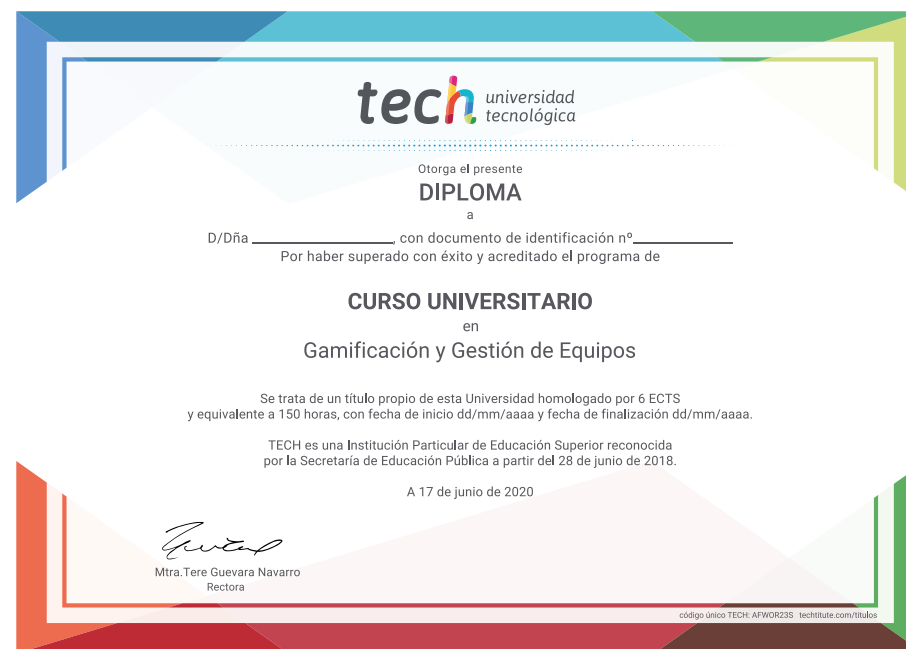 tech universidad
tecnológica
Otorga el presente
DIPLOMA
a
D/Dña ____________________, con documento de identificación nº______________
Por haber superado con éxito y acreditado el programa de
CURSO UNIVERSITARIO
en
Gamificación y Gestión de Equipos
Se trata de un título propio de esta Universidad homologado por 6 ECTS
y equivalente a 150 horas, con fecha de inicio dd/mm/aaaa y fecha de finalización dd/mm/aaaa.
TECH es una Institución Particular de Educación Superior reconocida
por la Secretaría de Educación Pública a partir del 28 de junio de 2018.
A 17 de junio de 2020
Mtra.Tere Guevara Navarro
Rectora
código único TECH: AFWOR23S techtitute.com/titulos